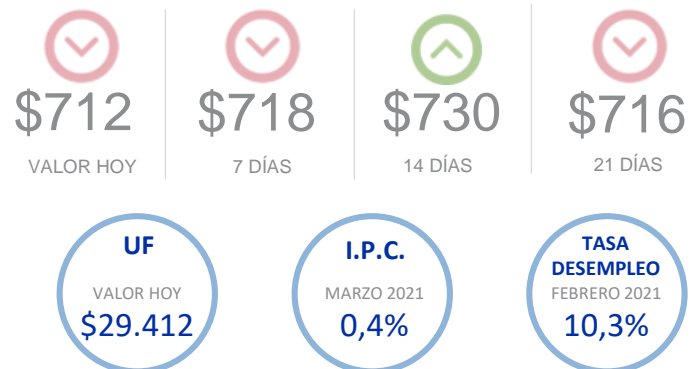 $712
VALOR HOY
$718
7 DÍAS
$730
14 DÍAS
$716
21 DÍAS
UF
VALOR HOY
$29.412
I.P.C.
MARZO 2021
0,4%
TASA
DESEMPLEO
FEBRERO 2021
10,3%